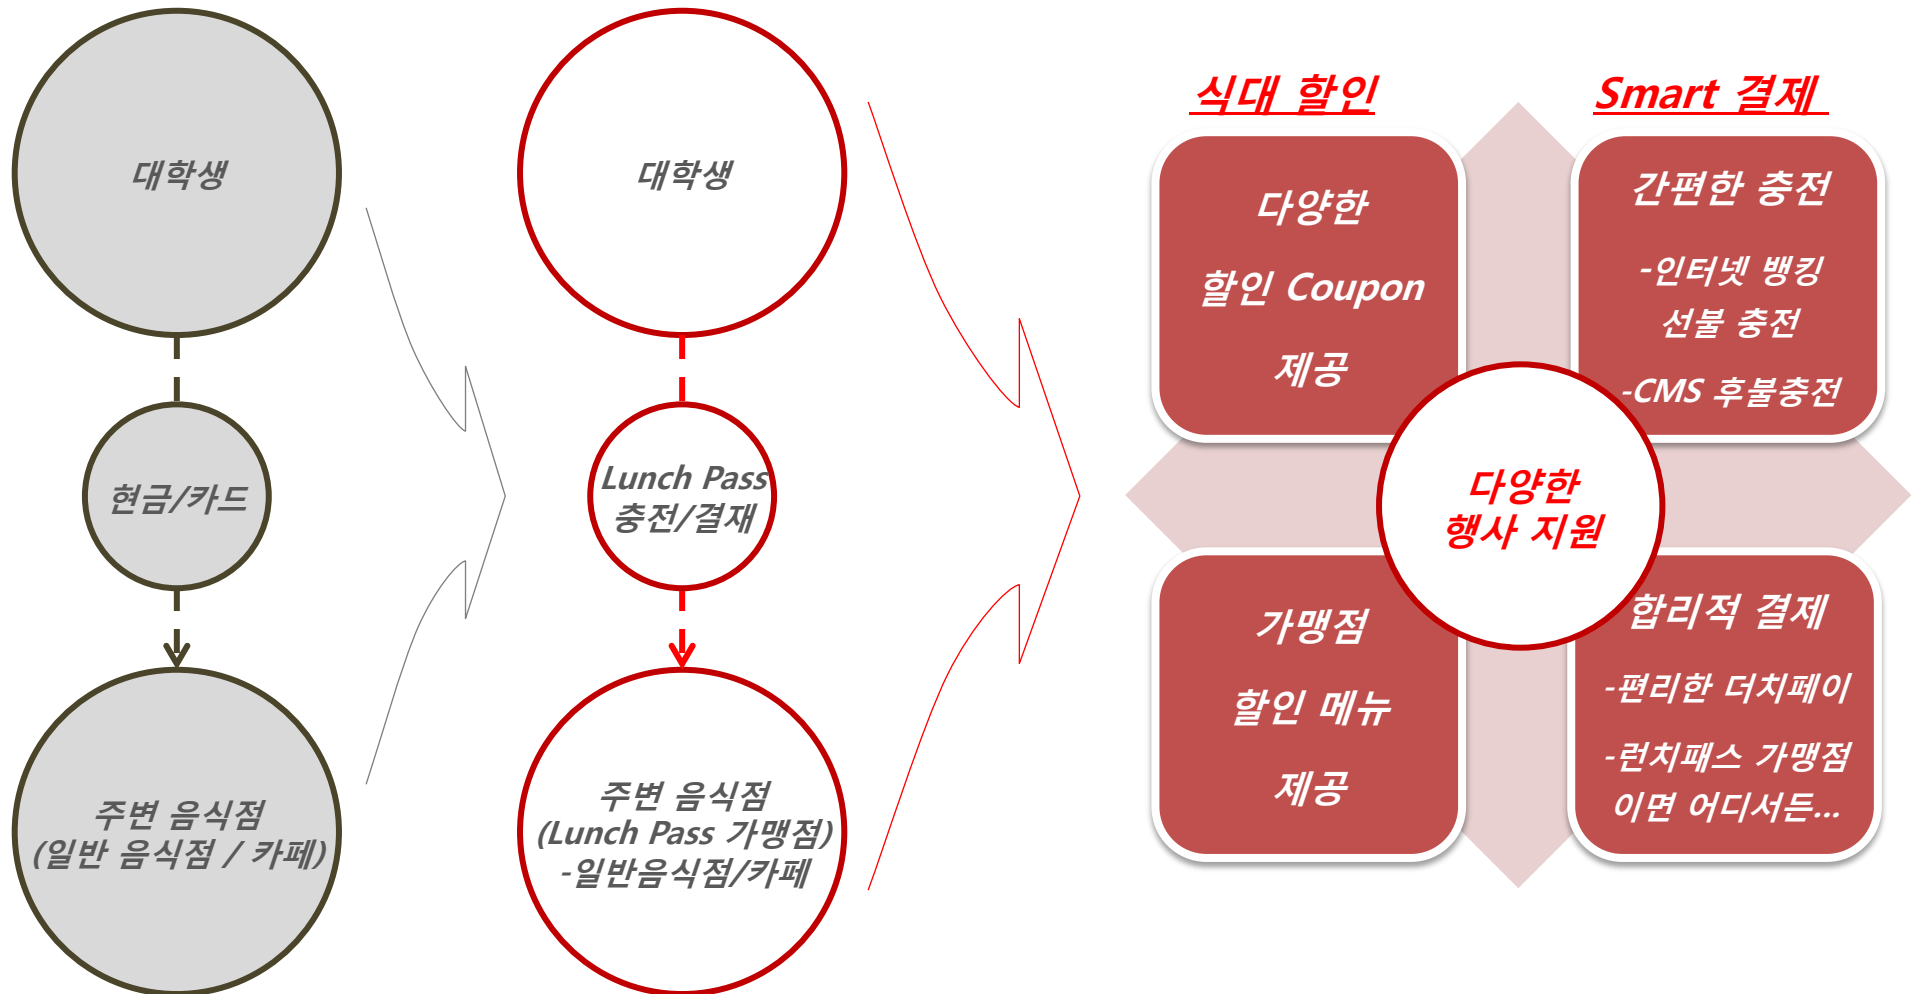 대학생
현금/카드
주변 음식점
(일반 음식점 / 카페)
대학생
Lunch Pass
충전/결재
주변 음식점
(Lunch Pass 가맹점)
-일반음식점/카페
식대 할인
다양한
할인 Coupon
제공
Smart 결제
간편한 충전
-인터넷 뱅킹
선불 충전
-CMS 후불충전
다양한
행사 지원
가맹점
할인 메뉴
제공
합리적 결제
-편리한 더치페이
-런치패스 가맹점
이면 어디서든...